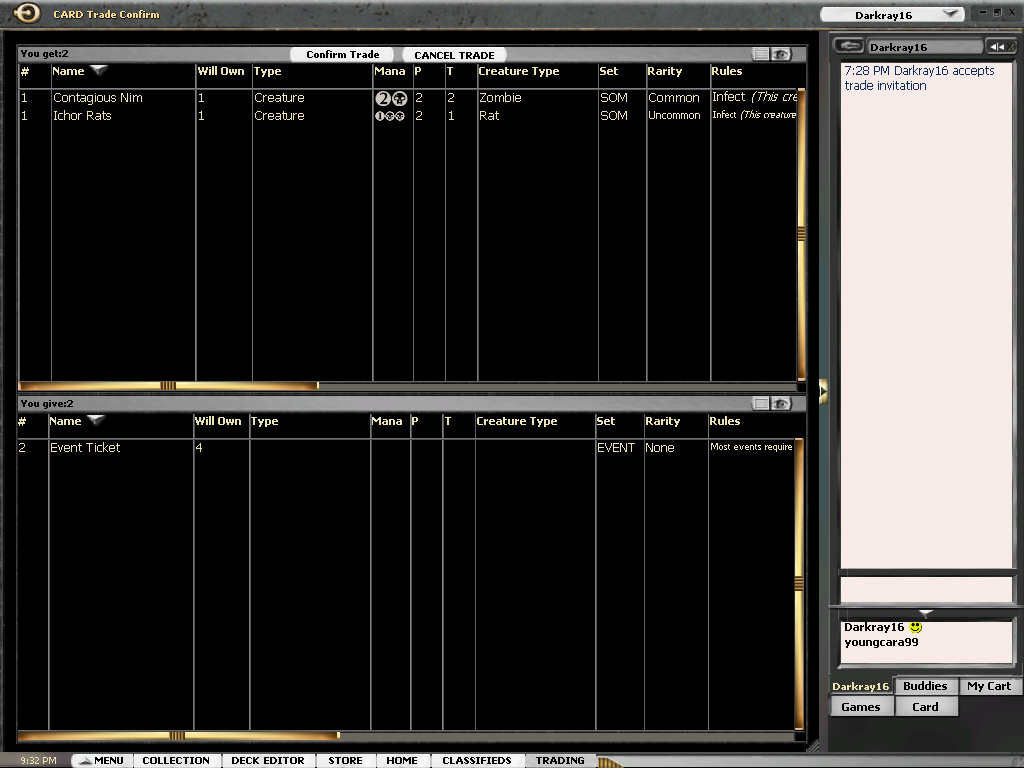 CARD Trade Confirm
Darkray16
You get:2 Confirm Trade CANCEL TRADE
# Name Will Own Type Mana P T Creature Type Set Rarity Rules
1 Contagious Nim 1 Creature 2 2 2 Zombie SOM Common Infect (This cre
1 Ichor Rats 1 Creature 1 2 1 Rat SOM Uncommon Infect (This creature
You give:2
# Name Will Own Type Mana P T Creature Type Set Rarity Rules
2 Event Ticket 4 EVENT None Most events require
Darkray16
7:28 PM Darkray16 accepts
trade invitation
Darkray16
youngcara99
Darkray16 Buddies My Cart
Games Card
9:32 PM MENU COLLECTION DECK EDITOR STORE HOME CLASSIFIEDS TRADING